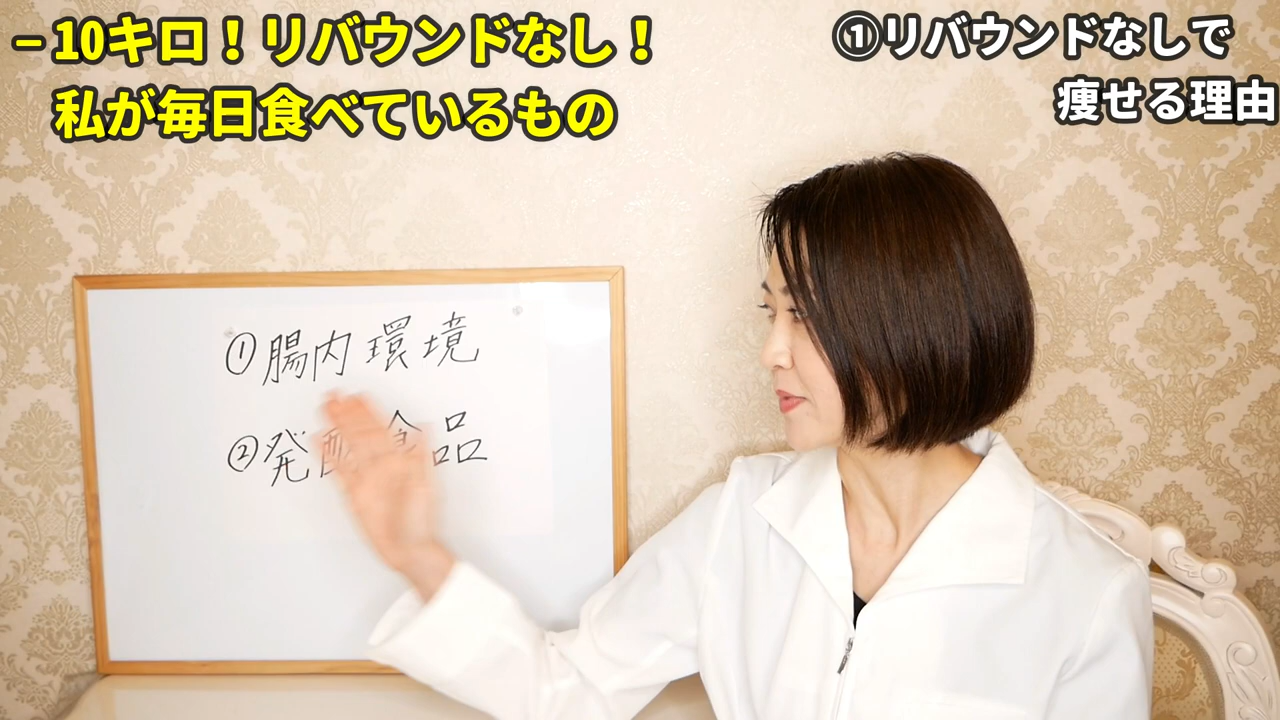 −10キロ！リバウンドなし！
私が毎日食べているもの
①リバウンドなしで
痩せる理由
①腸内環境
②発酵食品